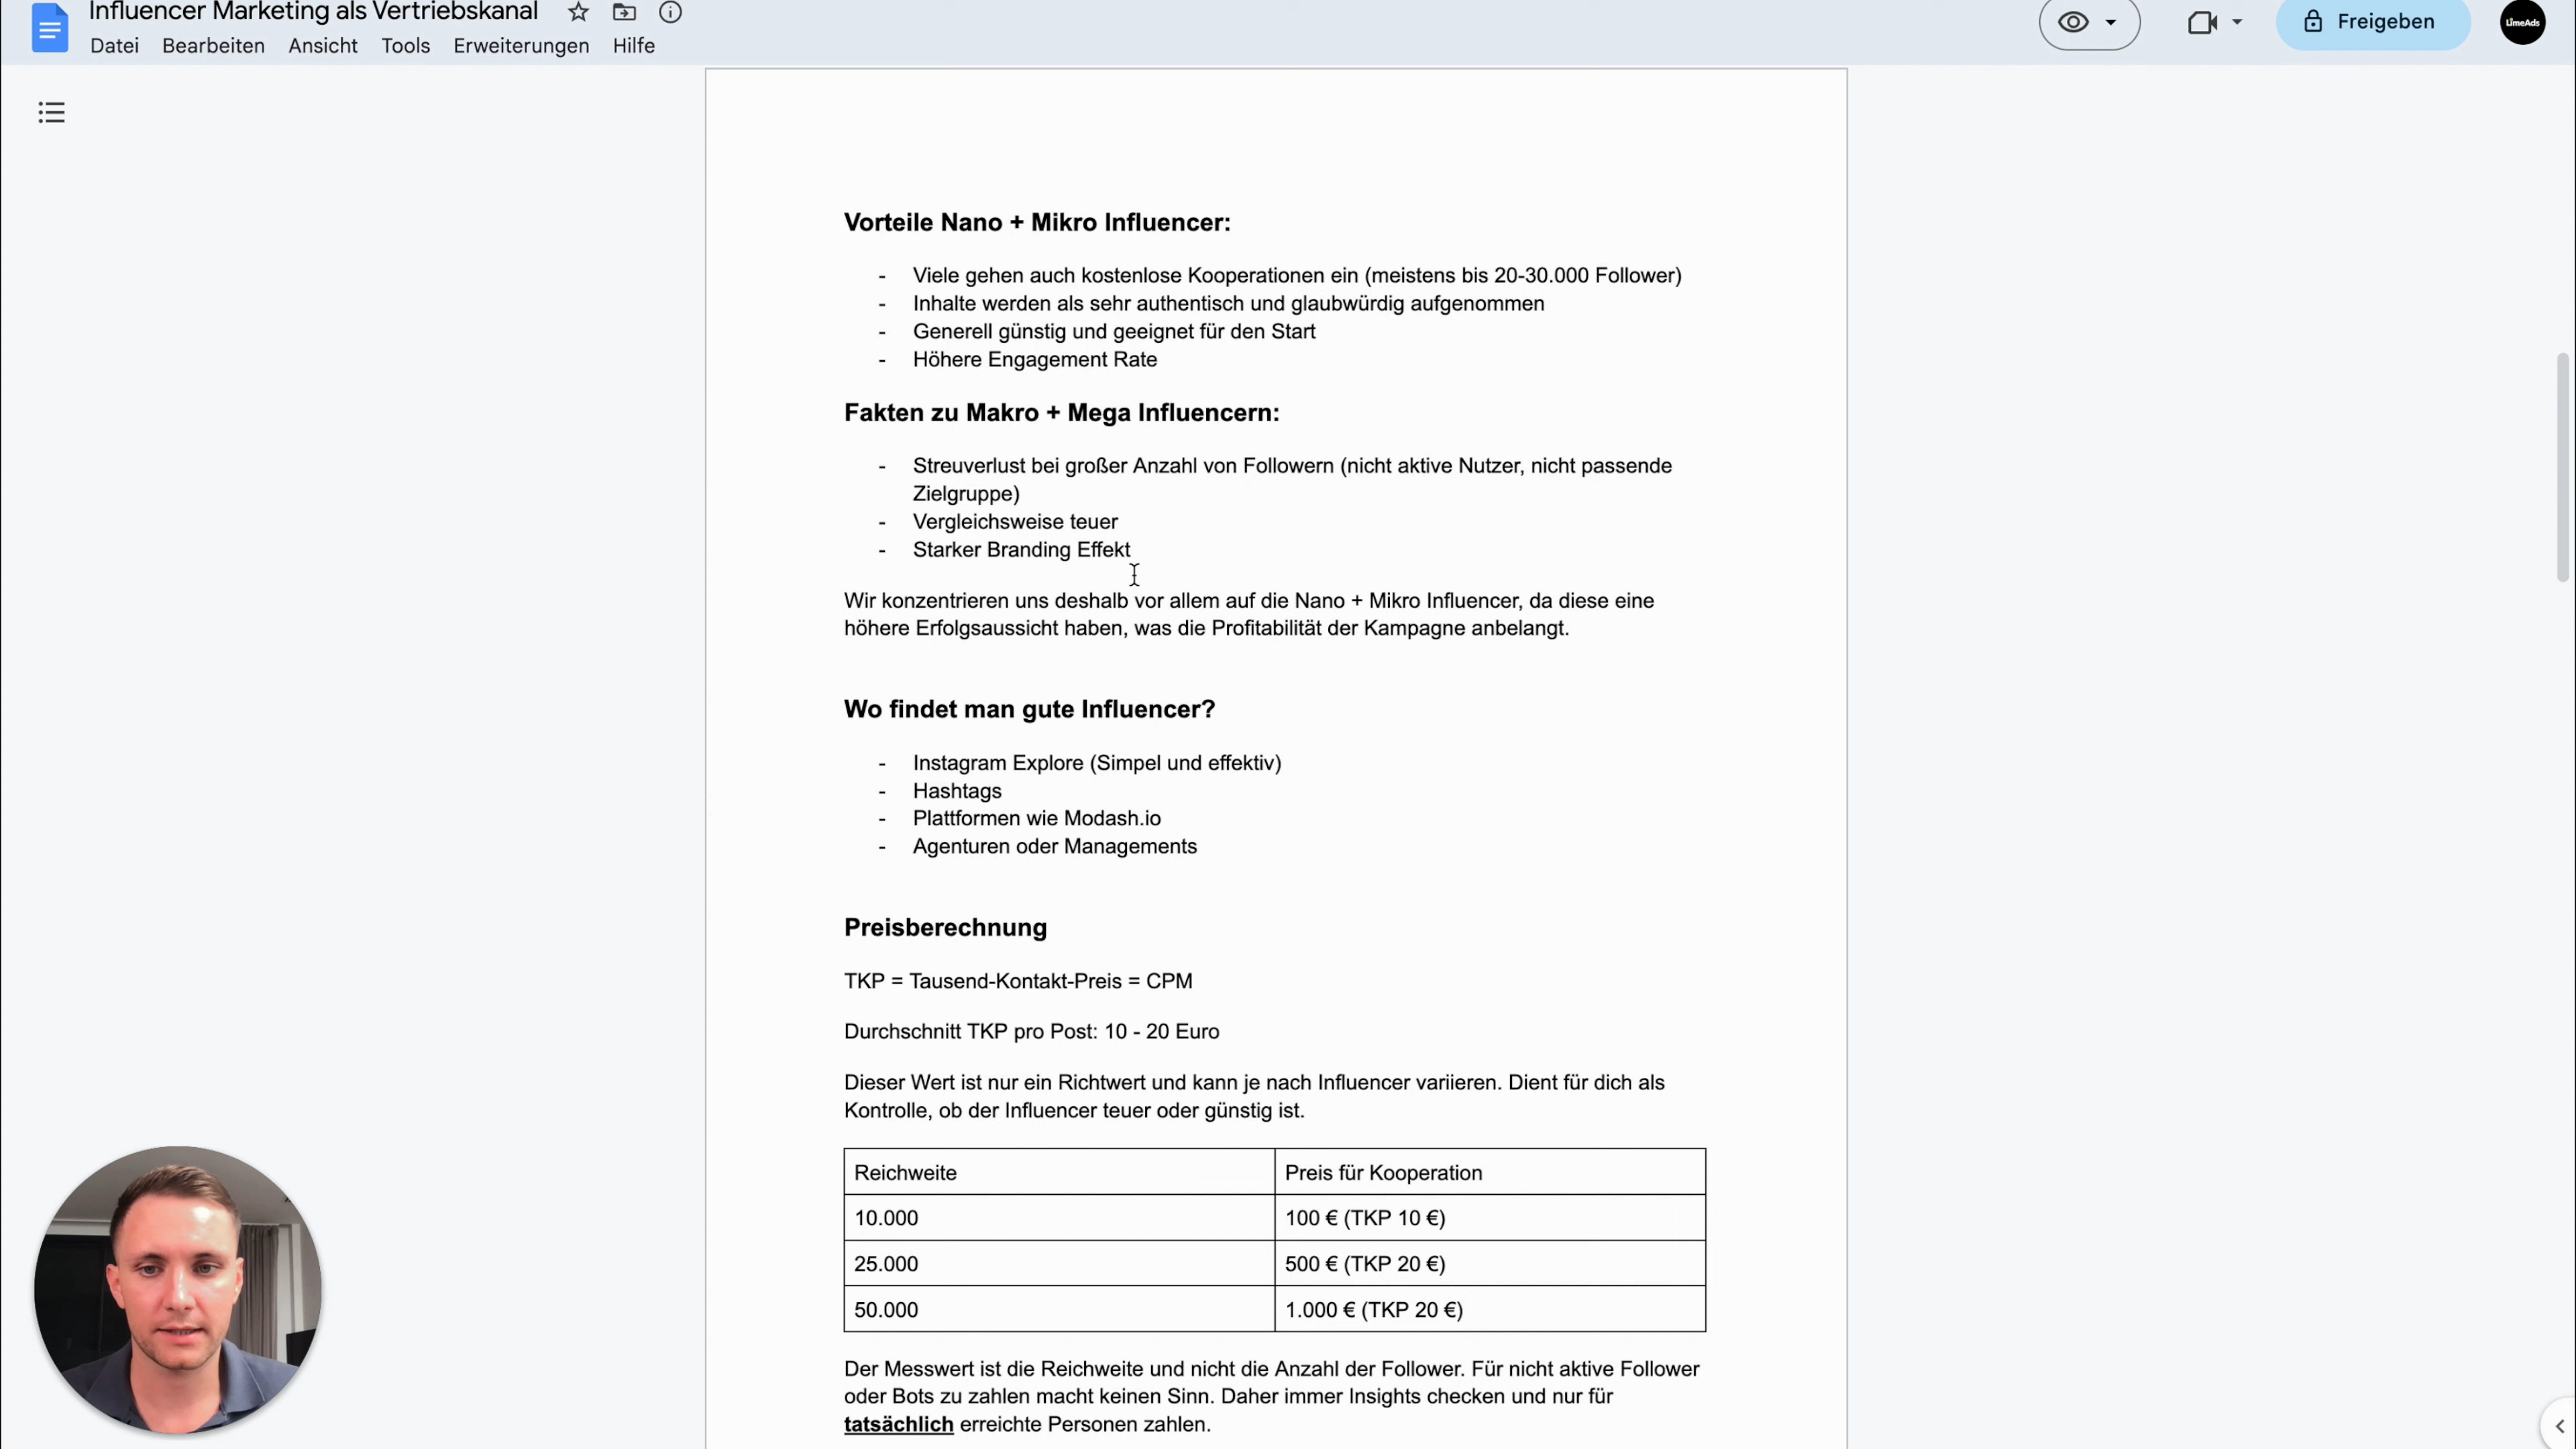 Influencer Marketing als Vertriebskanal
Datei Bearbeiten Ansicht Tools Erweiterungen Hilfe
Freigeben
LimeAds
Vorteile Nano + Mikro Influencer:
- Viele gehen auch kostenlose Kooperationen ein (meistens bis 20-30.000 Follower)
- Inhalte werden als sehr authentisch und glaubwürdig aufgenommen
- Generell günstig und geeignet für den Start
- Höhere Engagement Rate
Fakten zu Makro + Mega Influencern:
- Streuverlust bei großer Anzahl von Followern (nicht aktive Nutzer, nicht passende
Zielgruppe)
- Vergleichsweise teuer
- Starker Branding Effekt
Wir konzentrieren uns deshalb vor allem auf die Nano + Mikro Influencer, da diese eine
höhere Erfolgsaussicht haben, was die Profitabilität der Kampagne anbelangt.
Wo findet man gute Influencer?
- Instagram Explore (Simpel und effektiv)
- Hashtags
- Plattformen wie Modash.io
- Agenturen oder Managements
Preisberechnung
TKP = Tausend-Kontakt-Preis = CPM
Durchschnitt TKP pro Post: 10 - 20 Euro
Dieser Wert ist nur ein Richtwert und kann je nach Influencer variieren. Dient für dich als
Kontrolle, ob der Influencer teuer oder günstig ist.
Reichweite Preis für Kooperation
10.000 100 € (TKP 10 €)
25.000 500 € (TKP 20 €)
50.000 1.000 € (TKP 20 €)
Der Messwert ist die Reichweite und nicht die Anzahl der Follower. Für nicht aktive Follower
oder Bots zu zahlen macht keinen Sinn. Daher immer Insights checken und nur für
tatsächlich erreichte Personen zahlen.